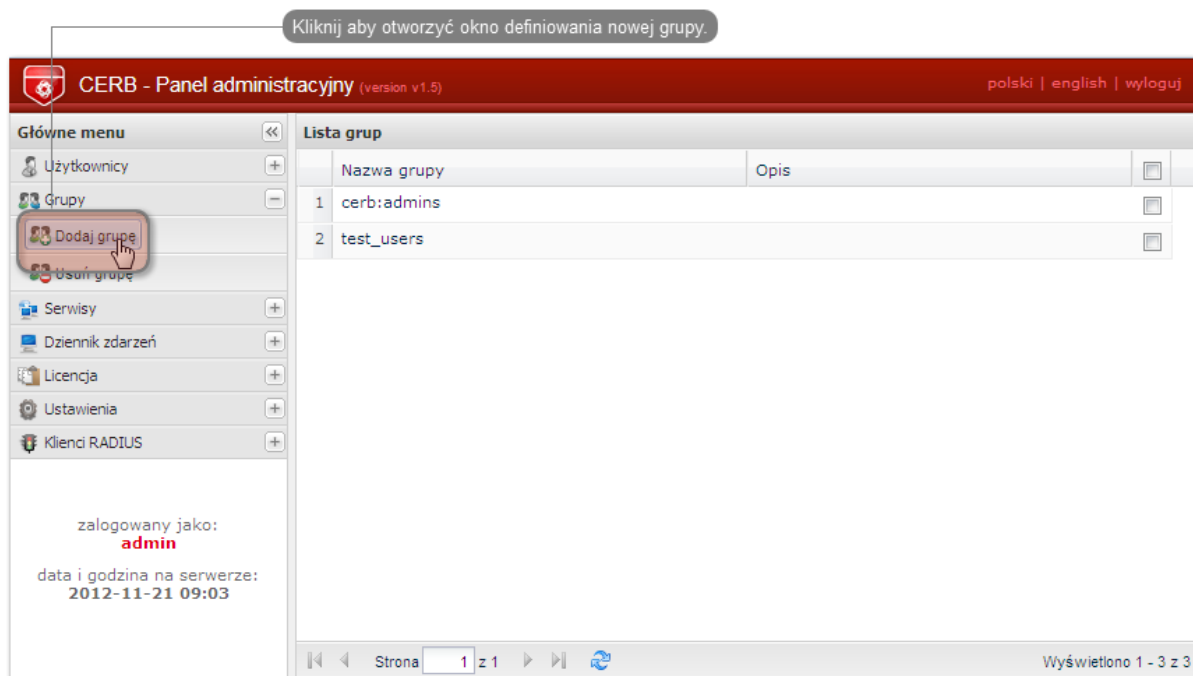 Kliknij aby otworzyć okno definiowania nowej grupy.
CERB - Panel administracyjny (version v1.5)
polski | english | wyloguj
Główne menu
Lista grup
Użytkownicy
Nazwa grupy
Opis
Grupy
1 cerb:admins
Dodaj grupę
2 test_users
Usuń grupę
Serwisy
Dziennik zdarzeń
Licencja
Ustawienia
Klienci RADIUS
zalogowany jako:
admin
data i godzina na serwerze:
2012-11-21 09:03
Strona 1 z 1
Wyświetlono 1 - 3 z 3